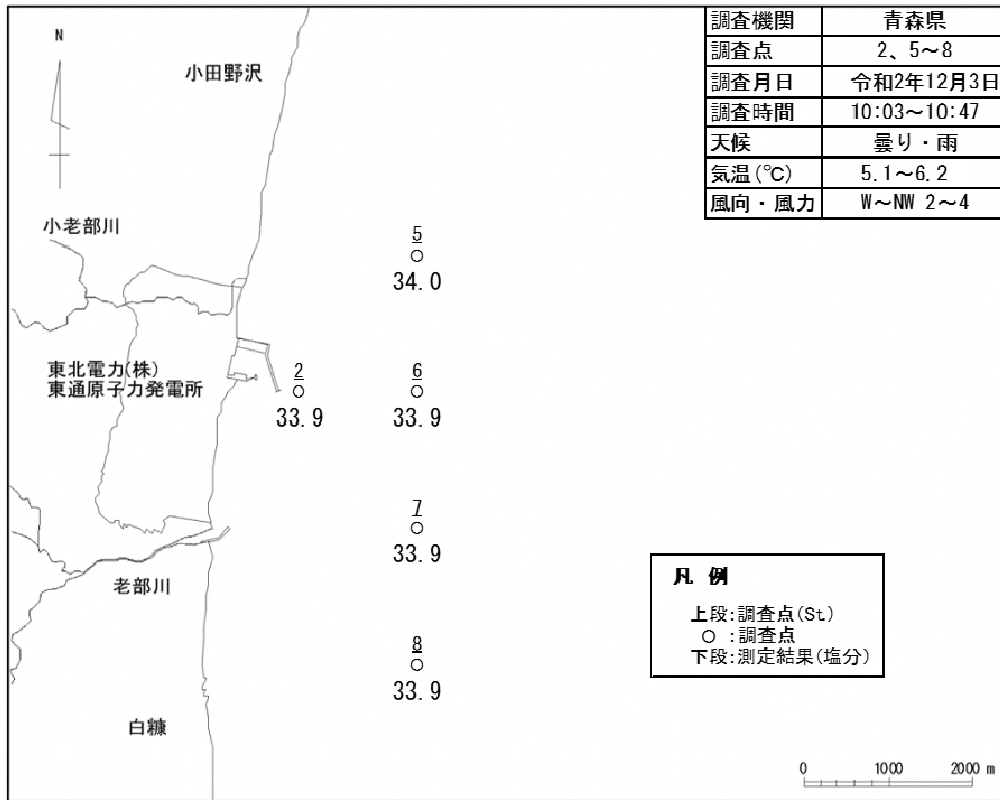 調査機関 青森県
調査点 2、5～8
調査月日 令和2年12月3日
調査時間 10:03～10:47
天候 曇り・雨
気温(℃) 5.1～6.2
風向・風力 W～NW 2～4
N
小田野沢
小老部川
5
34.0
東北電力(株)
東通原子力発電所
2
33.9
6
33.9
7
33.9
老部川
8
33.9
白糠
凡 例
上段:調査点(St)
○ :調査点
下段:測定結果(塩分)
0 1000 2000 m